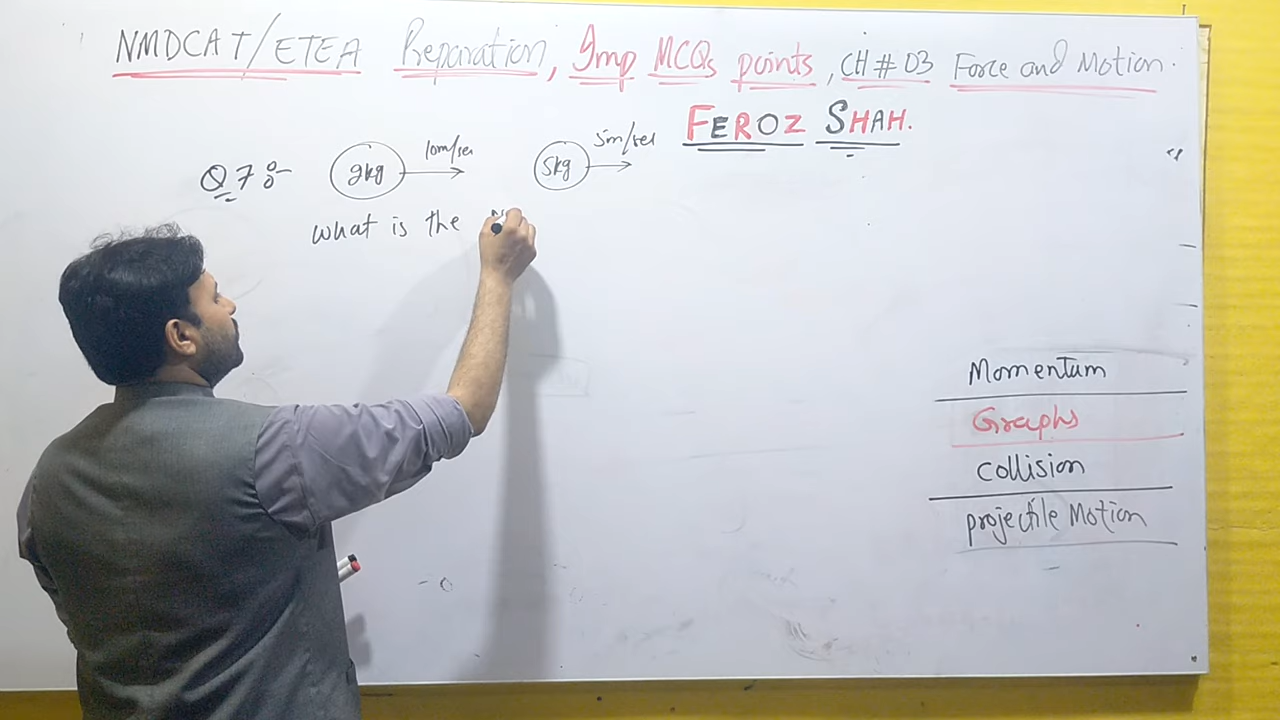 NMDCAT/ETEA Preparation, Imp MCQs points, CH # 03 Force and Motion.
FEROZ SHAH.
10m/sec 5m/sec
Q7:- 2kg 5kg
what is the
Momentum
Graphs
collision
projectile Motion